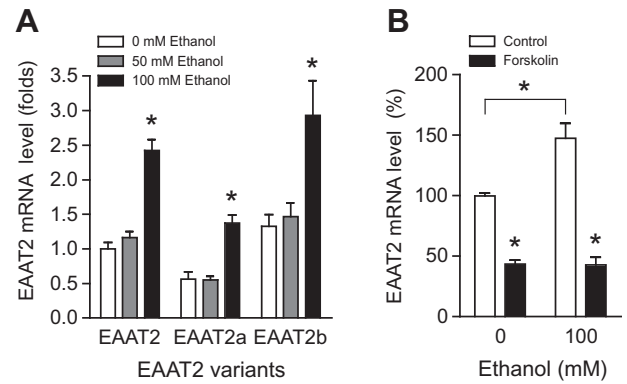 A
0 mM Ethanol
50 mM Ethanol
100 mM Ethanol
EAAT2 mRNA level (folds)
3.5
3.0
2.5
2.0
1.5
1.0
0.5
0.0
*
*
*
EAAT2
EAAT2a
EAAT2b
EAAT2 variants
B
Control
Forskolin
EAAT2 mRNA level (%)
200
150
100
50
0
*
*
*
0
100
Ethanol (mM)